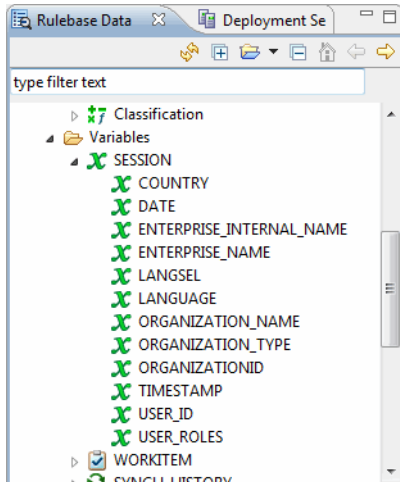 Rulebase Data Deployment Se
type filter text
Classification
Variables
SESSION
COUNTRY
DATE
ENTERPRISE_INTERNAL_NAME
ENTERPRISE_NAME
LANGSEL
LANGUAGE
ORGANIZATION_NAME
ORGANIZATION_TYPE
ORGANIZATIONID
TIMESTAMP
USER_ID
USER_ROLES
WORKITEM
SYNCH_HISTORY